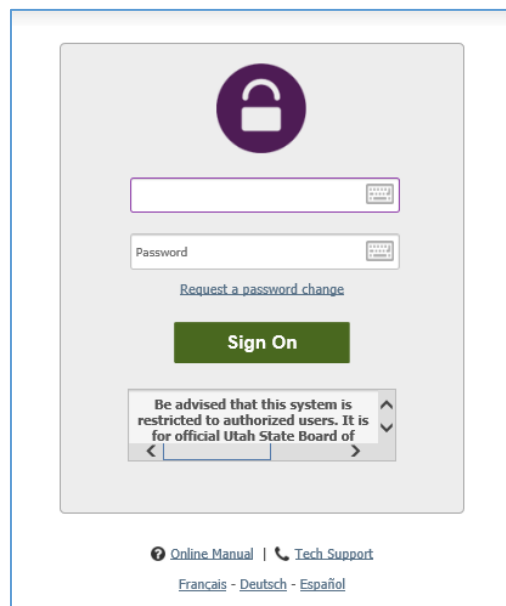 Password
Request a password change
Sign On
Be advised that this system is
restricted to authorized users. It is
for official Utah State Board of
Online Manual | Tech Support
Français - Deutsch - Español